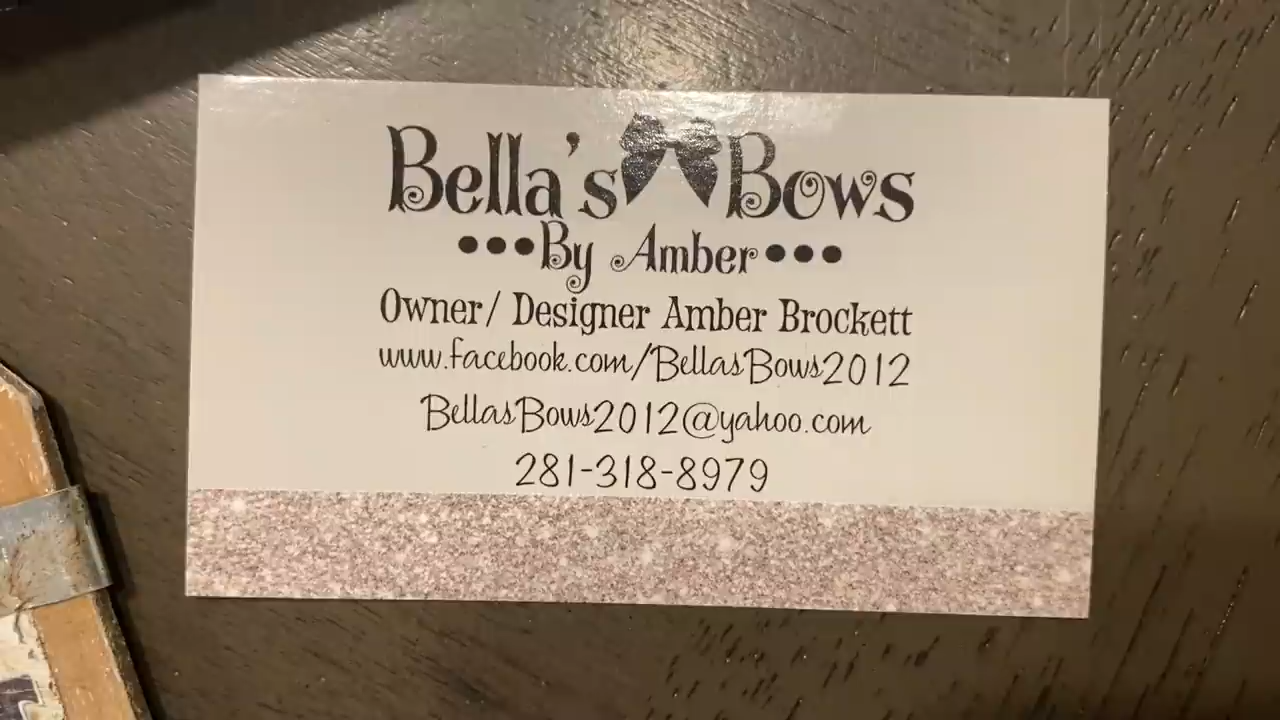 Bella's Bows
•••By Amber•••
Owner/ Designer Amber Brockett
www.facebook.com/BellasBows2012
BellasBows2012@yahoo.com
281-318-8979